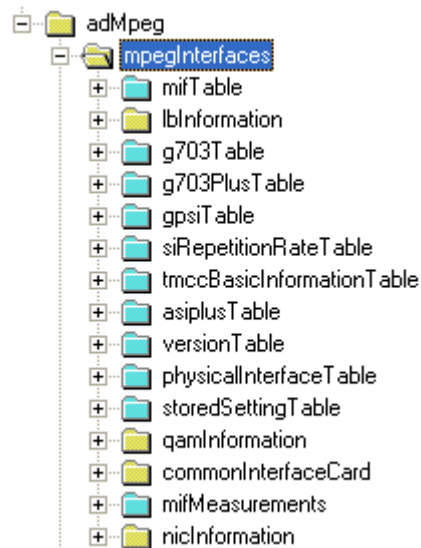 adMpeg
mpegInterfaces
mifTable
lbInformation
g703Table
g703PlusTable
gpsiTable
siRepetitionRateTable
tmccBasicInformationTable
asiplusTable
versionTable
physicalInterfaceTable
storedSettingTable
qamInformation
commonInterfaceCard
mifMeasurements
nicInformation